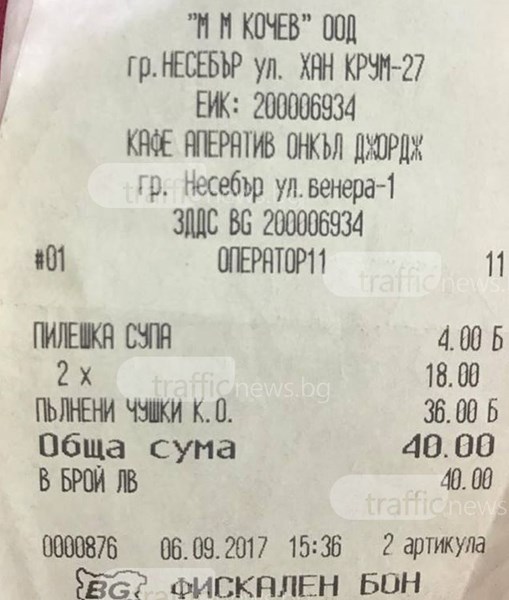 "М М КОЧЕВ" ООД
гр.НЕСЕБЪР ул. ХАН КРУМ-27
ЕИК: 200006934
КАФЕ АПЕРАТИВ ОНКЪЛ ДЖОРДЖ
гр. Несебър ул.венера-1
ЗДДС BG 200006934
#01 ОПЕРАТОР11 11
ПИЛЕШКА СУПА 4.00 Б
2 x 18.00
ПЪЛНЕНИ ЧУШКИ К.О. 36.00 Б
Обща сума 40.00
В БРОЙ ЛВ 40.00
0000876 06.09.2017 15:36 2 артикула
BG ФИСКАЛЕН БОН
trafficnews.bg